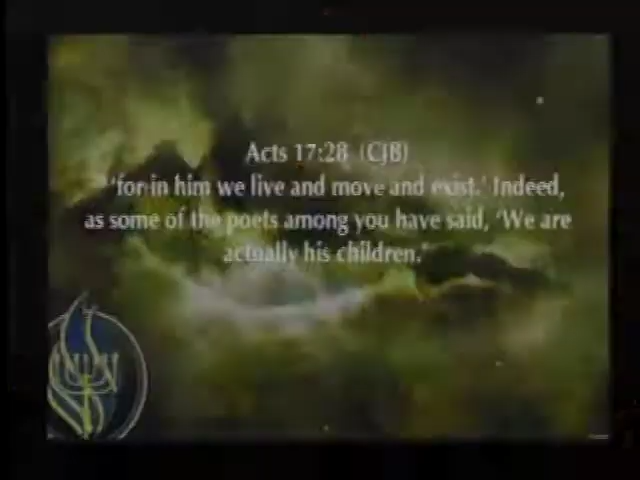 Acts 17:28 (CJB)
'for in him we live and move and exist.' Indeed,
as some of the poets among you have said, 'We are
actually his children.'